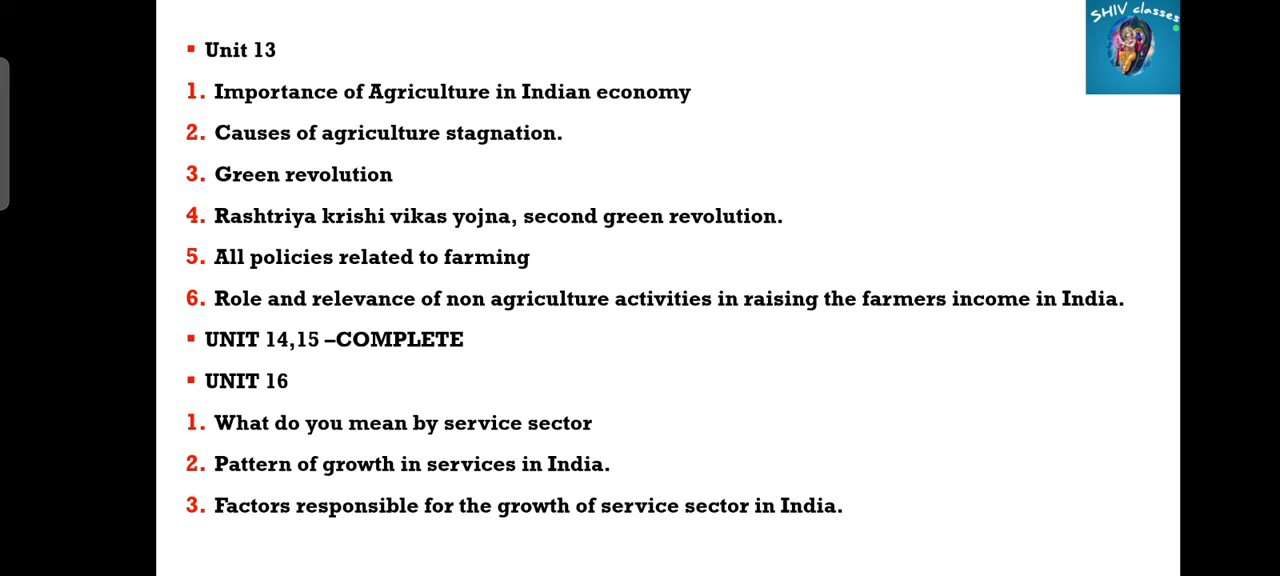 SHIV classes
Unit 13
1. Importance of Agriculture in Indian economy
2. Causes of agriculture stagnation.
3. Green revolution
4. Rashtriya krishi vikas yojna, second green revolution.
5. All policies related to farming
6. Role and relevance of non agriculture activities in raising the farmers income in India.
UNIT 14,15 –COMPLETE
UNIT 16
1. What do you mean by service sector
2. Pattern of growth in services in India.
3. Factors responsible for the growth of service sector in India.